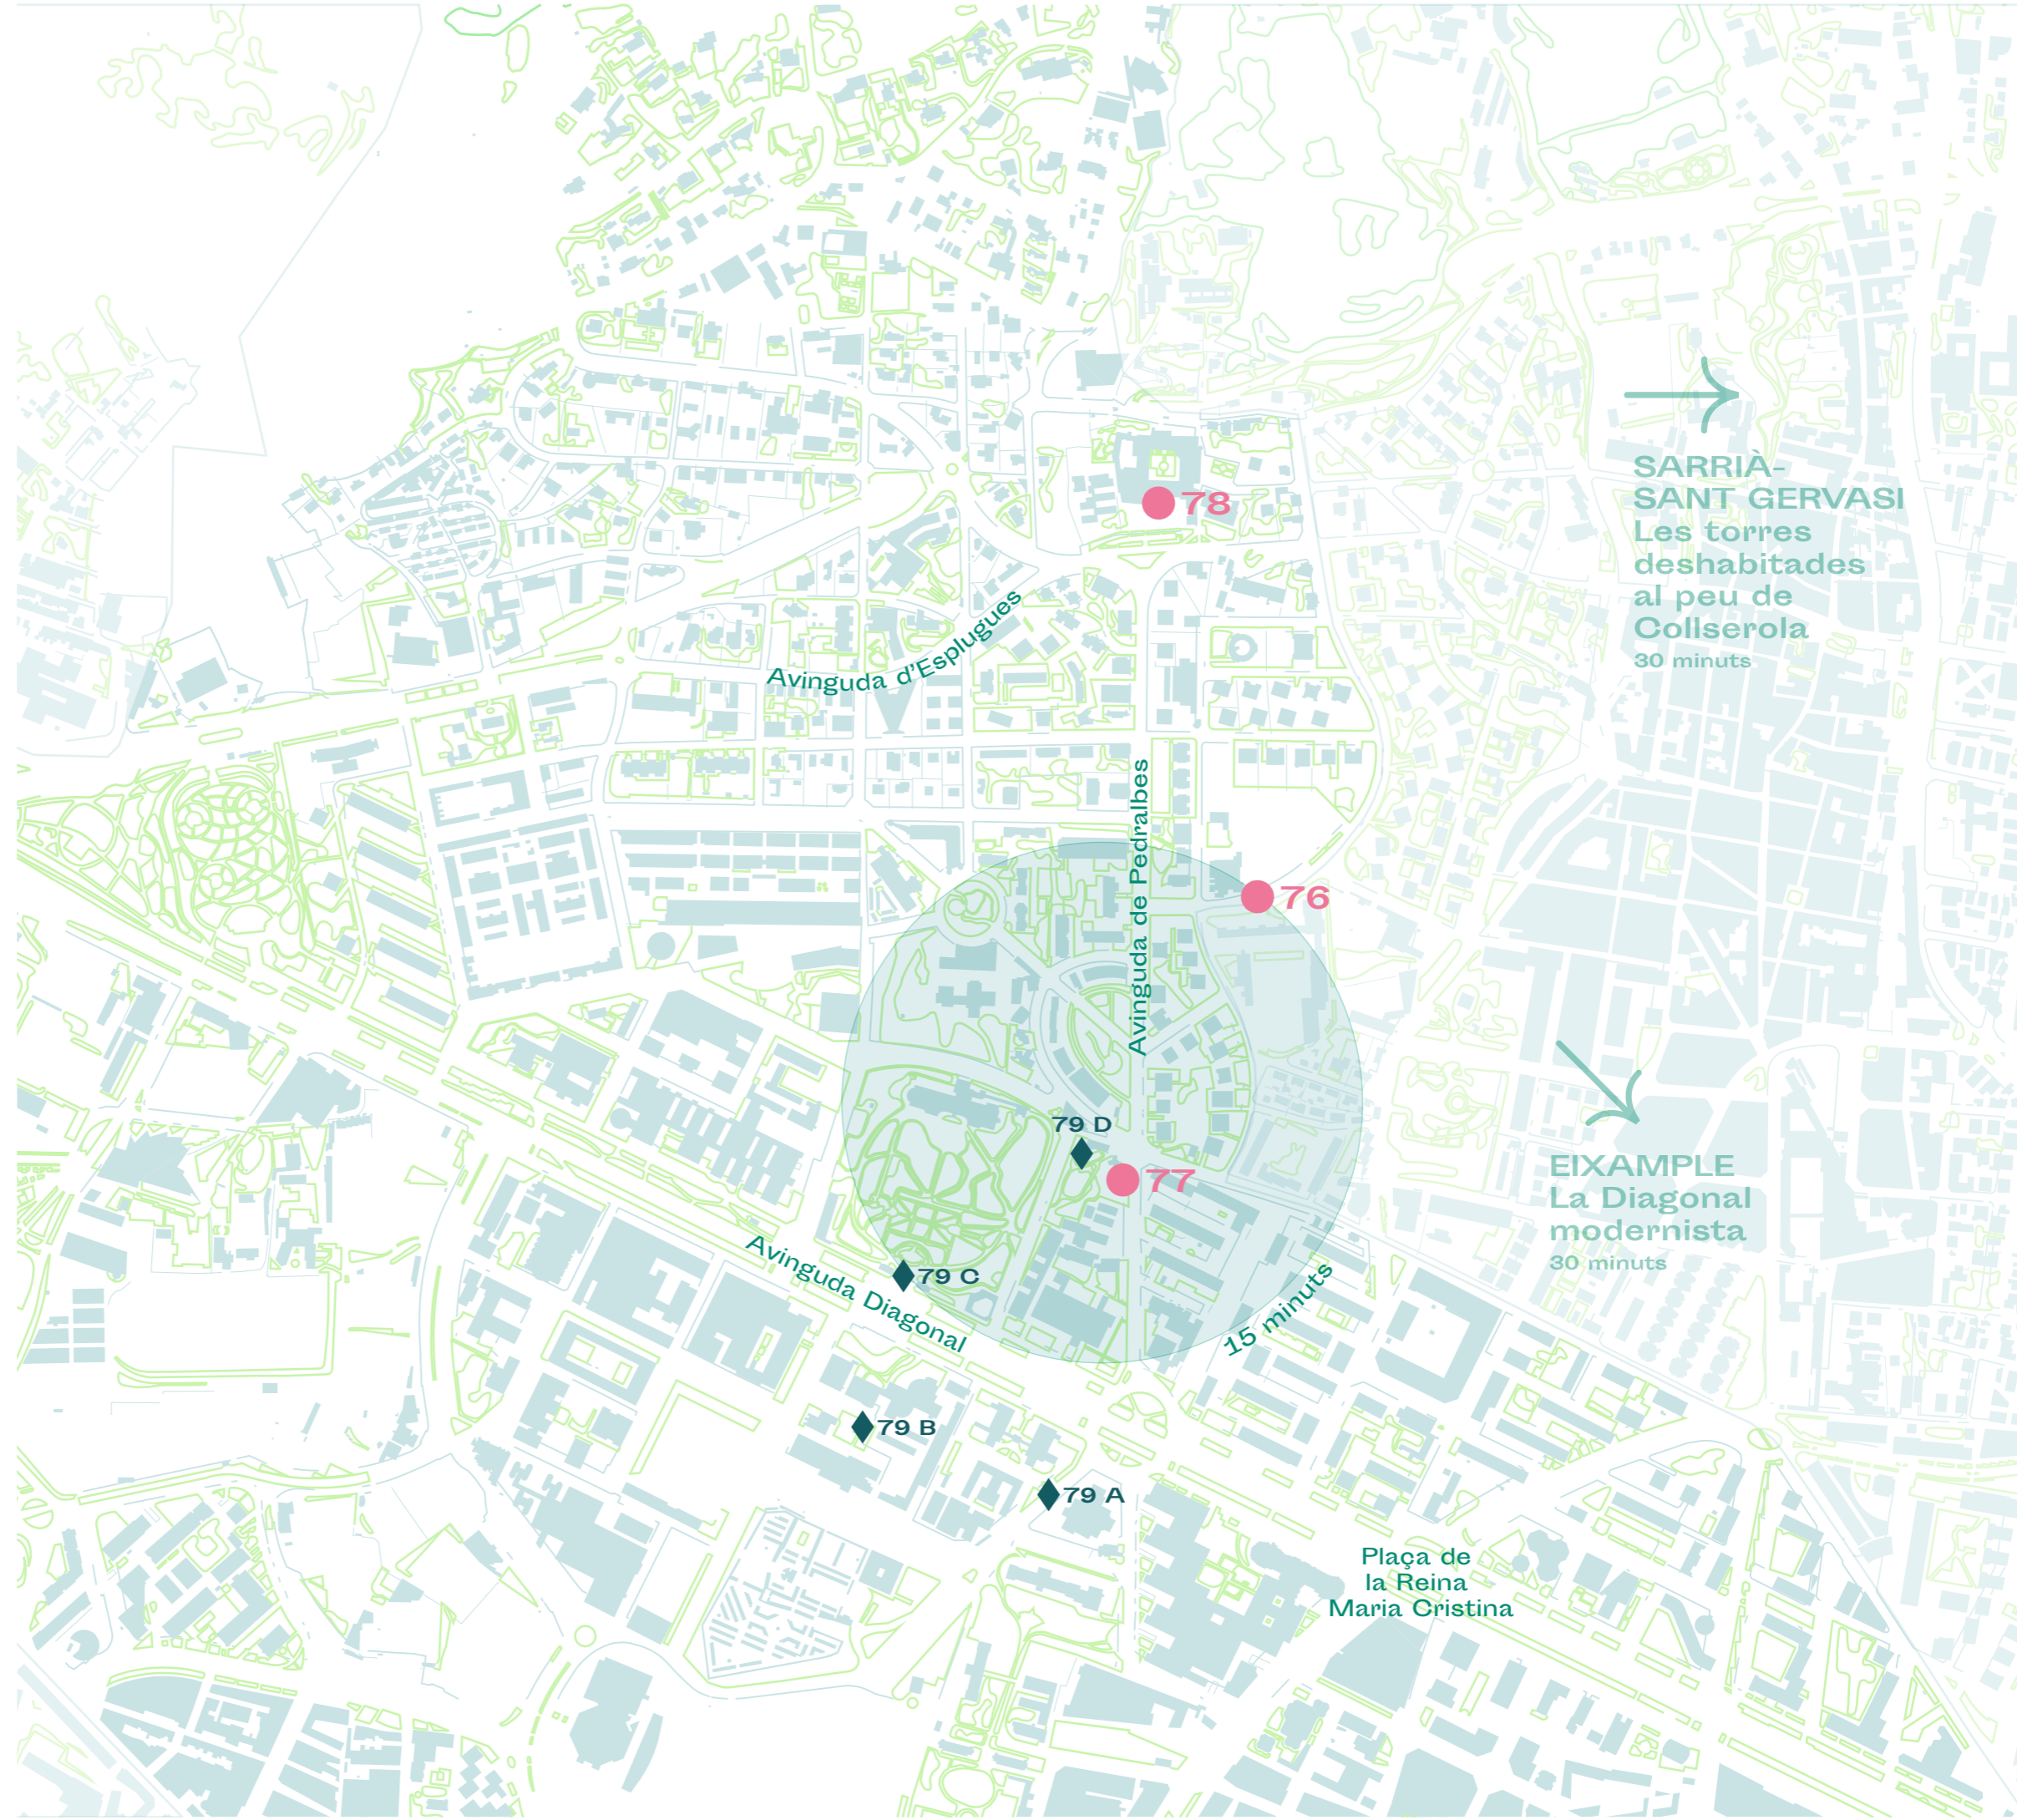 SARRIÀ-
SANT GERVASI
Les torres
deshabitades
al peu de
Collserola
30 minuts
78
Avinguda d'Esplugues
Avinguda de Pedralbes
76
79 D
77
EIXAMPLE
La Diagonal
modernista
30 minuts
79 C
Avinguda Diagonal
15 minuts
79 B
79 A
Plaça de
la Reina
Maria Cristina